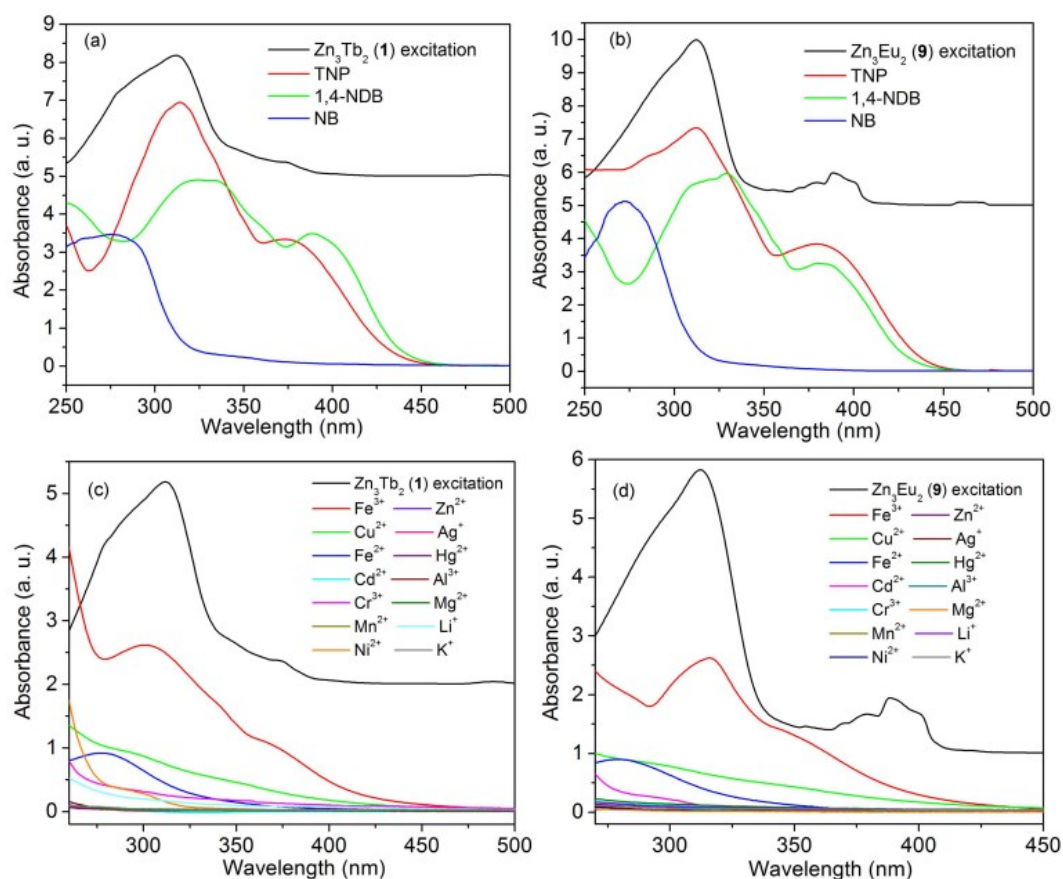 (a)
Zn₃Tb₂ (1) excitation
TNP
1,4-NDB
NB
9
8
7
6
5
4
3
2
1
0
Absorbance (a. u.)
250 300 350 400 450 500
Wavelength (nm)
(b)
Zn₃Eu₂ (9) excitation
TNP
1,4-NDB
NB
10
9
8
7
6
5
4
3
2
1
0
Absorbance (a. u.)
250 300 350 400 450 500
Wavelength (nm)
(c)
Zn₃Tb₂ (1) excitation
Fe³⁺ Zn²⁺
Cu²⁺ Ag⁺
Fe²⁺ Hg²⁺
Cd²⁺ Al³⁺
Cr³⁺ Mg²⁺
Mn²⁺ Li⁺
Ni²⁺ K⁺
5
4
3
2
1
0
Absorbance (a. u.)
300 350 400 450 500
Wavelength (nm)
(d)
Zn₃Eu₂ (9) excitation
Fe³⁺ Zn²⁺
Cu²⁺ Ag⁺
Fe²⁺ Hg²⁺
Cd²⁺ Al³⁺
Cr³⁺ Mg²⁺
Mn²⁺ Li⁺
Ni²⁺ K⁺
6
5
4
3
2
1
0
Absorbance (a. u.)
300 350 400 450
Wavelength (nm)